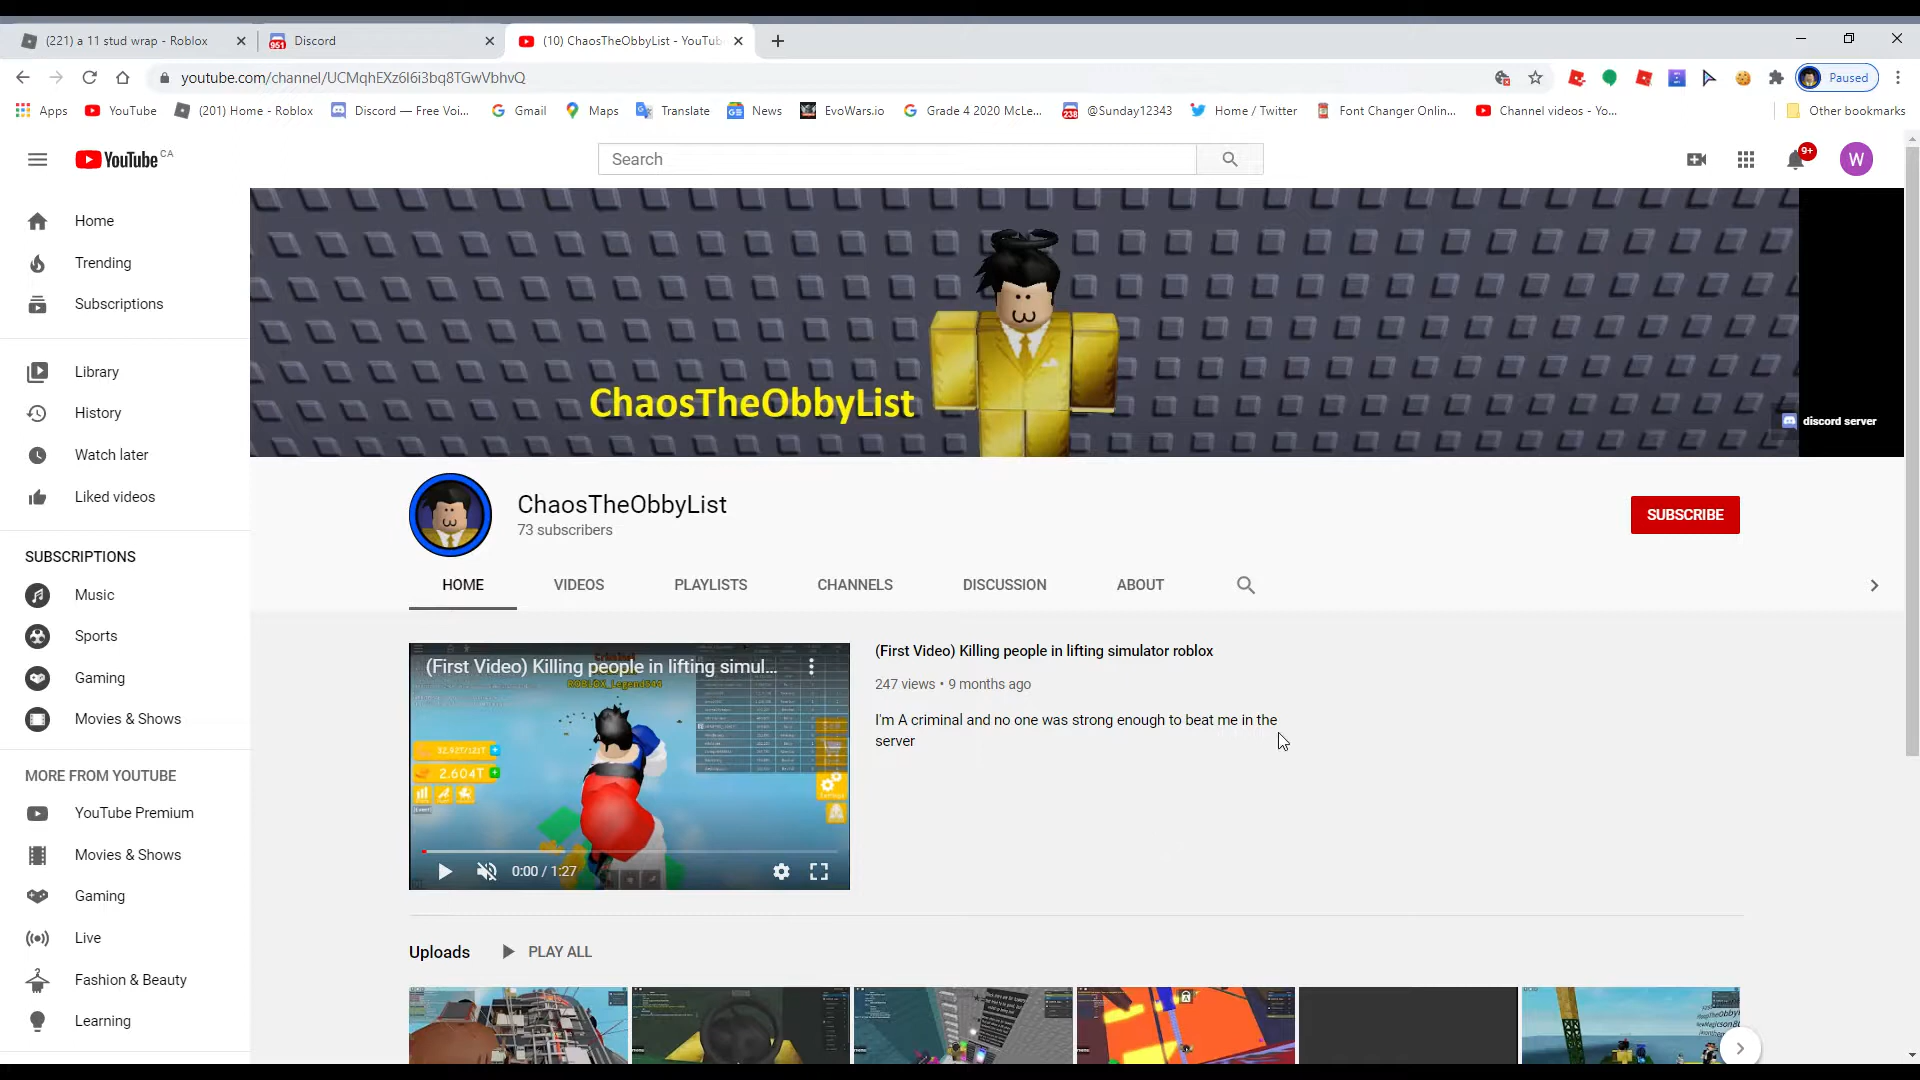 (221) a 11 stud wrap - Roblox
951
Discord
(10) ChaosTheObbyList - YouTub
youtube.com/channel/UCMqhEXz6l6i3bq8TGwVbhvQ
Paused
Apps
YouTube
(201) Home - Roblox
Discord — Free Voi...
Gmail
Maps
Translate
News
EvoWars.io
Grade 4 2020 McLe...
238
@Sunday12343
Home / Twitter
Font Changer Onlin...
Channel videos - Yo...
Other bookmarks
YouTube CA
Search
9+
W
Home
Trending
Subscriptions
Library
History
Watch later
Liked videos
SUBSCRIPTIONS
Music
Sports
Gaming
Movies & Shows
MORE FROM YOUTUBE
YouTube Premium
Movies & Shows
Gaming
Live
Fashion & Beauty
Learning
ChaosTheObbyList
discord server
ChaosTheObbyList
73 subscribers
SUBSCRIBE
HOME
VIDEOS
PLAYLISTS
CHANNELS
DISCUSSION
ABOUT
(First Video) Killing people in lifting simul...
2.604T
0:00 / 1:27
(First Video) Killing people in lifting simulator roblox
247 views • 9 months ago
I'm A criminal and no one was strong enough to beat me in the
server
Uploads
PLAY ALL